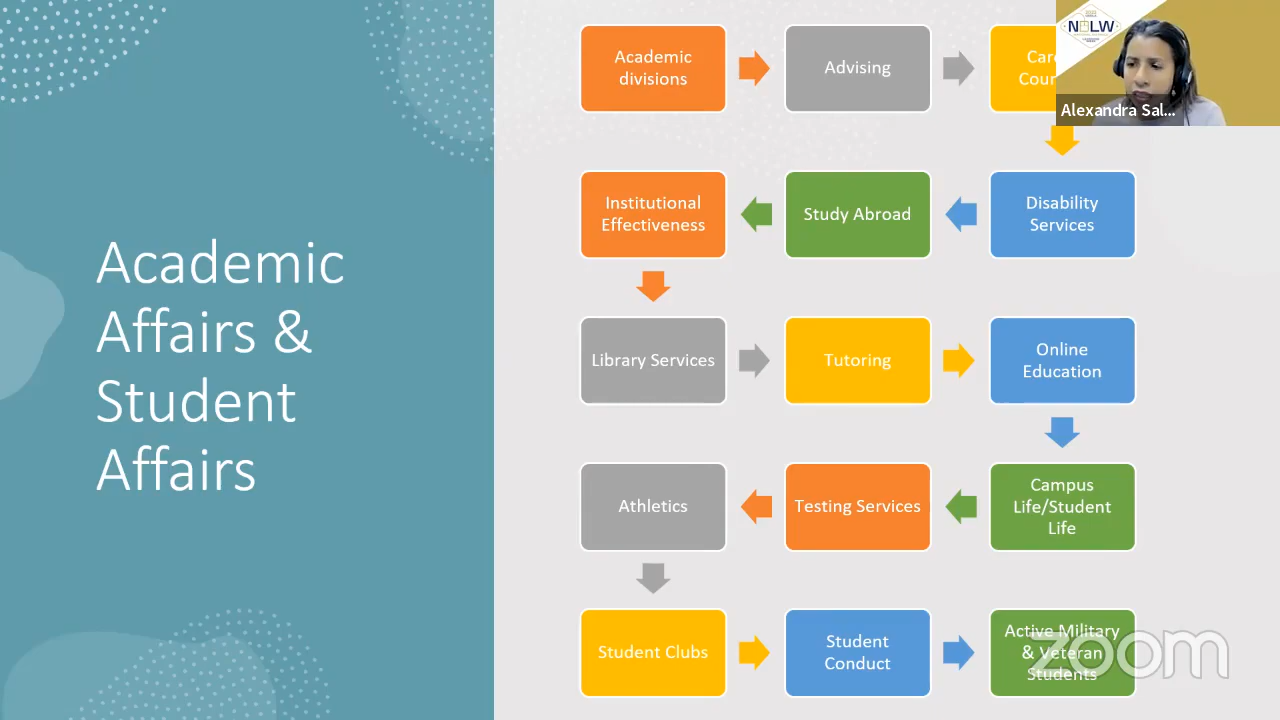 Academic
Affairs &
Student
Affairs
Academic
divisions
Advising
NOLW
Alexandra Sal...
Institutional
Effectiveness
Study Abroad
Disability
Services
Library Services
Tutoring
Online
Education
Athletics
Testing Services
Campus
Life/Student
Life
Student Clubs
Student
Conduct
Active Military
& Veteran
Students
zoom